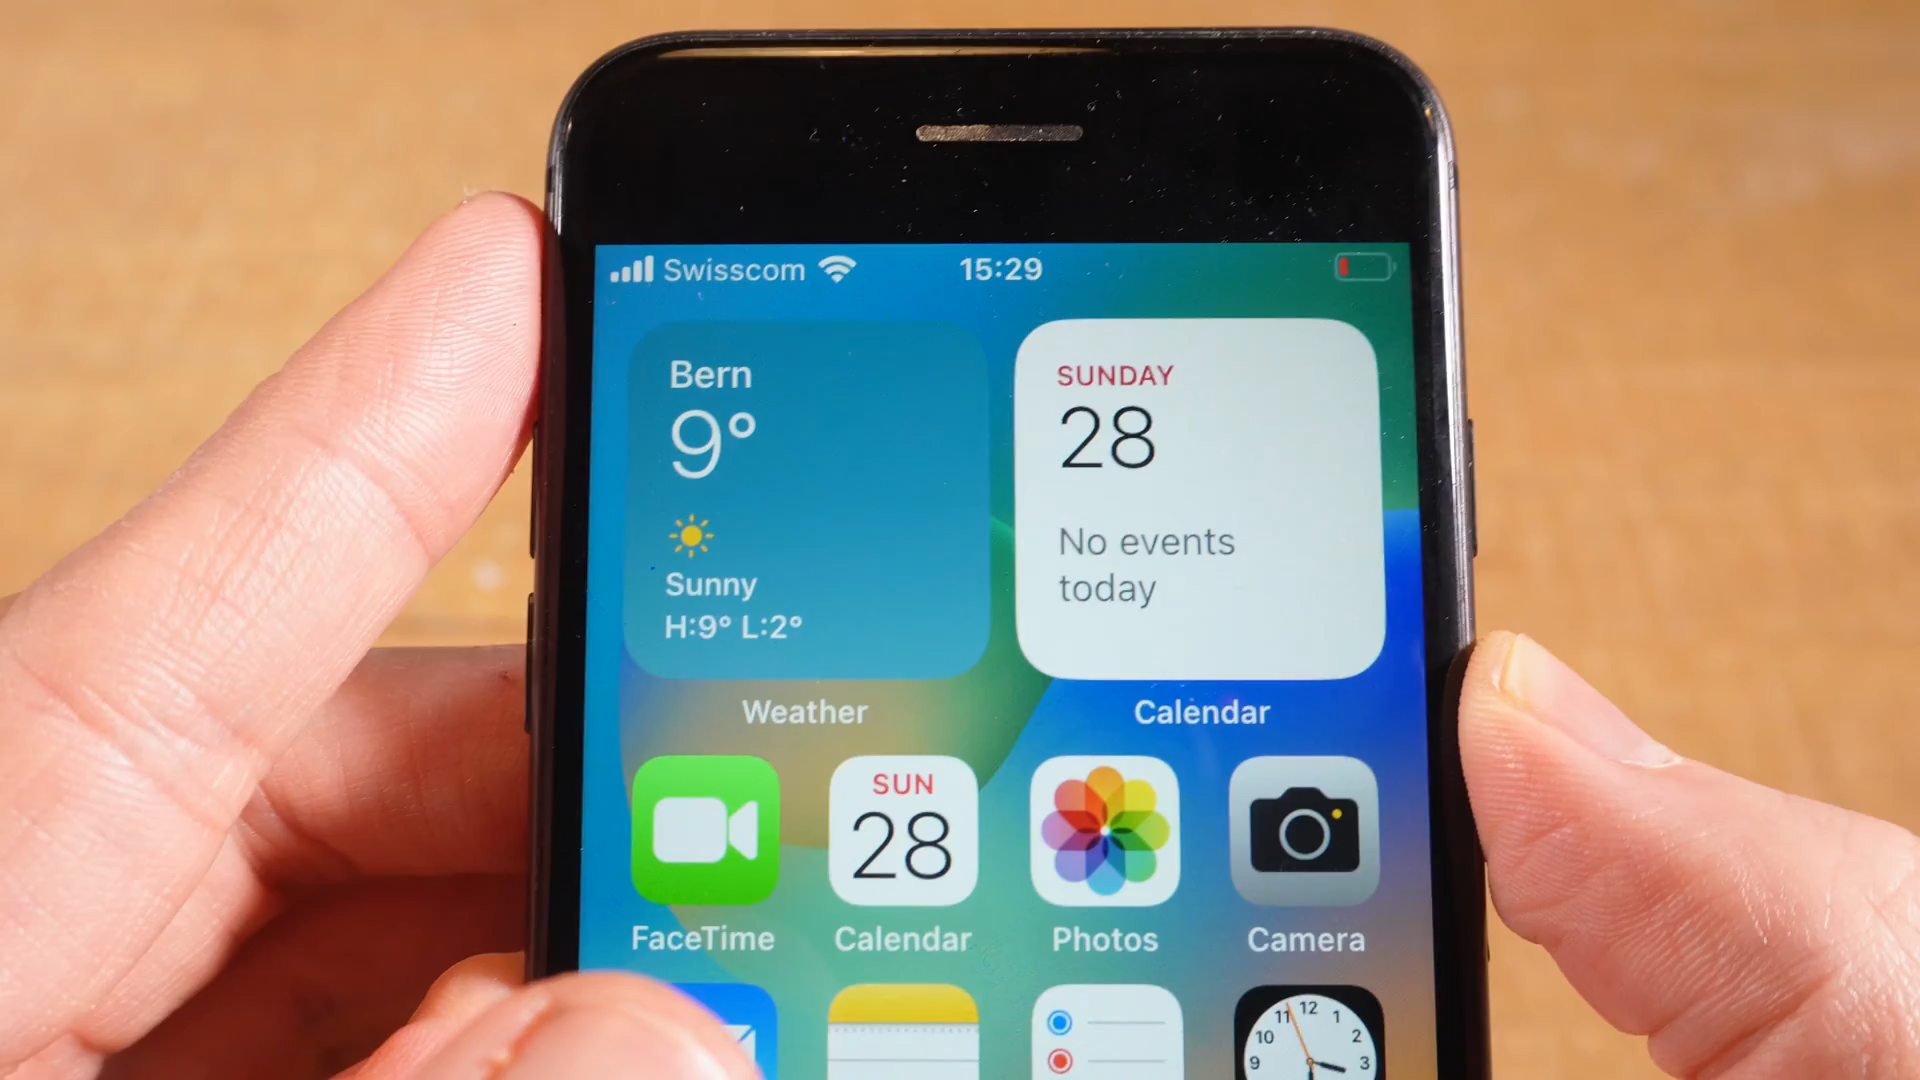 Swisscom 15:29
Bern
9°
Sunny
H:9° L:2°
Weather
SUNDAY
28
No events
today
Calendar
FaceTime
SUN
28
Calendar
Photos
Camera
11 12 1
10 2
9 3